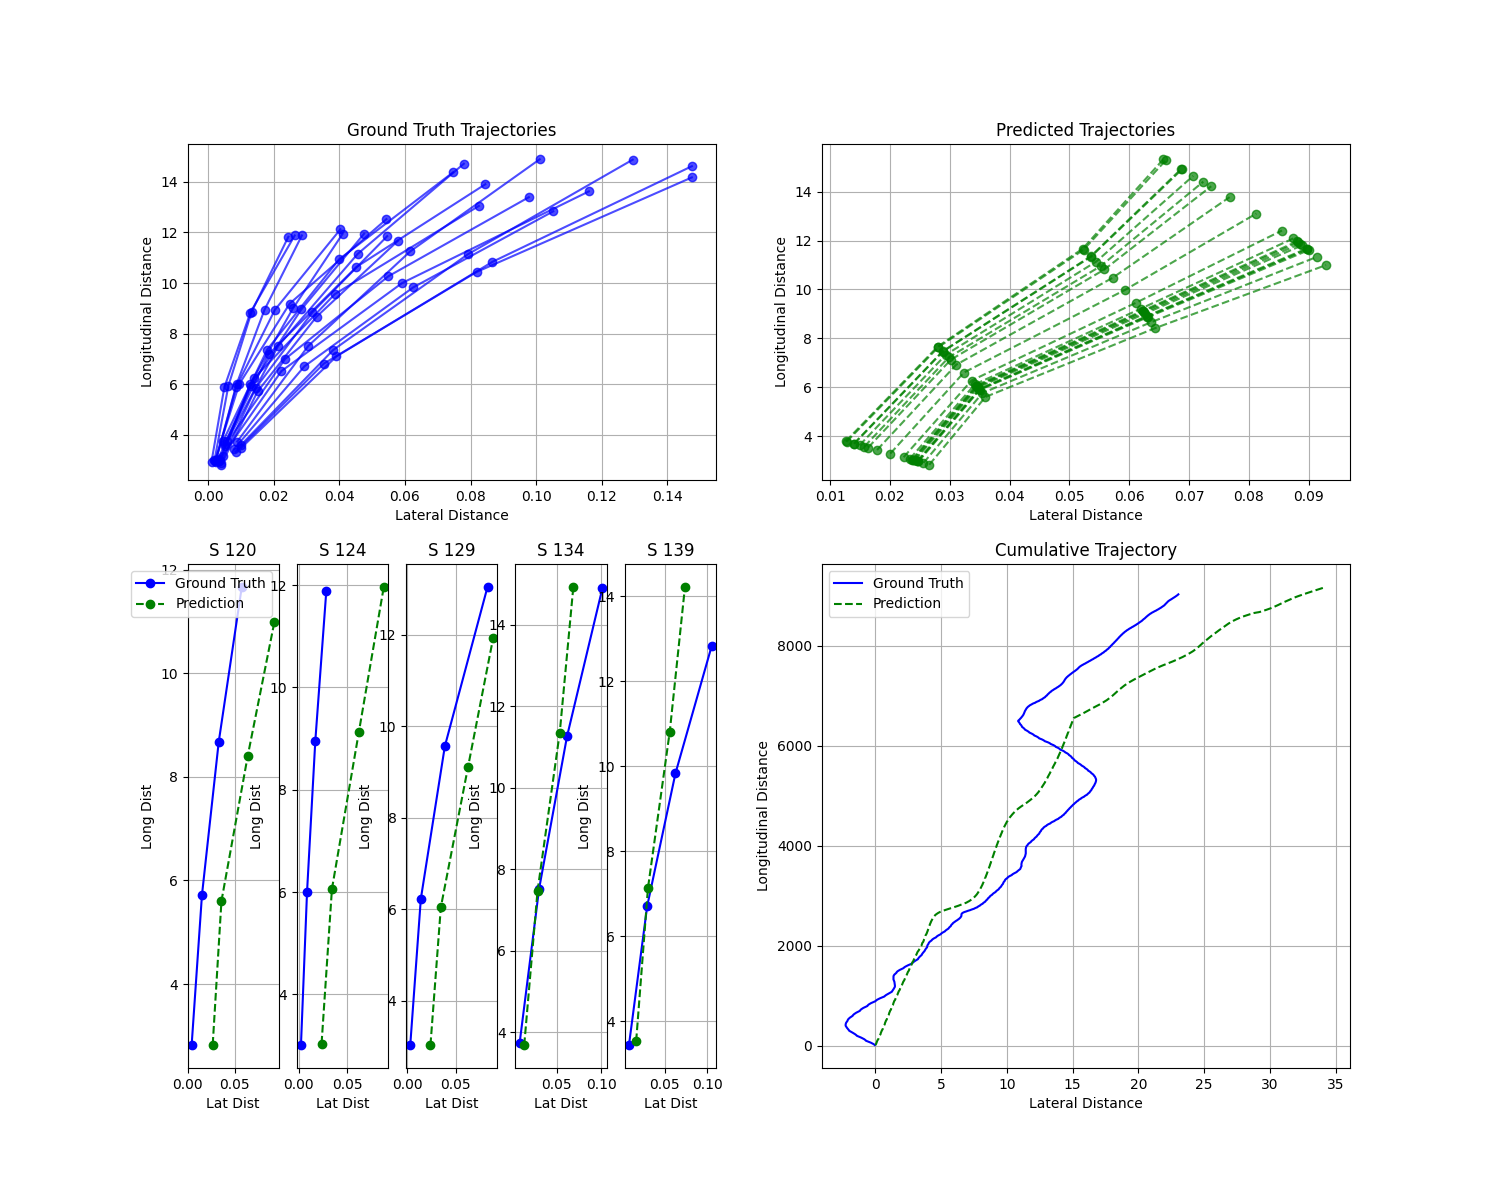 Ground Truth Trajectories
14
12
10
8
6
4
0.00 0.02 0.04 0.06 0.08 0.10 0.12 0.14
Lateral Distance
Longitudinal Distance
Predicted Trajectories
14
12
10
8
6
4
0.01 0.02 0.03 0.04 0.05 0.06 0.07 0.08 0.09
Lateral Distance
Longitudinal Distance
S 120
12
10
8
6
4
0.00 0.05
Lat Dist
Long Dist
Ground Truth
Prediction
S 124
12
10
8
6
4
0.00 0.05
Lat Dist
Long Dist
S 129
12
10
8
6
4
0.00 0.05
Lat Dist
Long Dist
S 134
14
12
10
8
6
4
0.05 0.10
Lat Dist
Long Dist
S 139
14
12
10
8
6
4
0.05 0.10
Lat Dist
Long Dist
Cumulative Trajectory
Ground Truth
Prediction
8000
6000
4000
2000
0
0 5 10 15 20 25 30 35
Lateral Distance
Longitudinal Distance